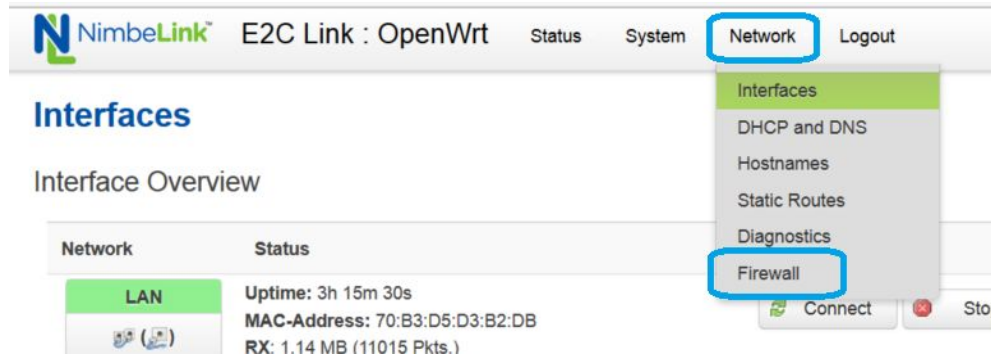 NimbeLink™ E2C Link : OpenWrt Status System Network Logout
Interfaces
DHCP and DNS
Hostnames
Static Routes
Diagnostics
Firewall
Interfaces
Interface Overview
Network Status
LAN
Uptime: 3h 15m 30s
MAC-Address: 70:B3:D5:D3:B2:DB
RX: 1.14 MB (11015 Pkts.)
Connect Sto